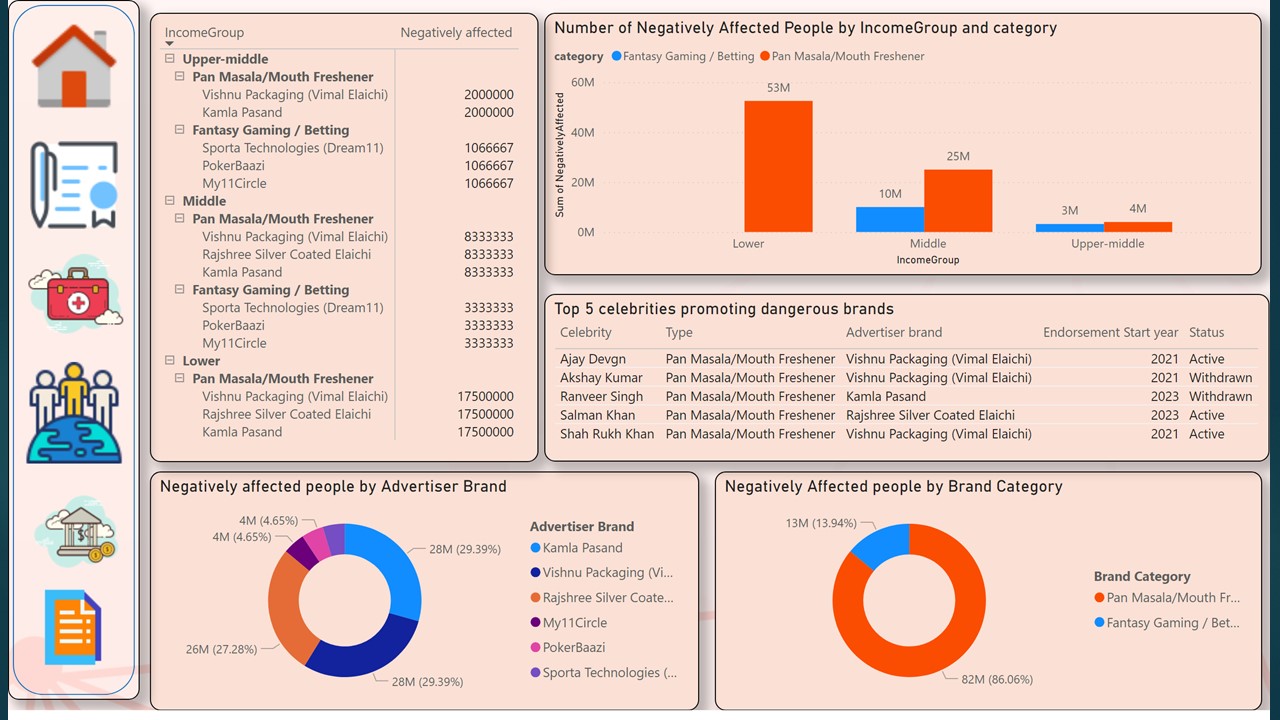 IncomeGroup Negatively affected
Upper-middle
Pan Masala/Mouth Freshener
Vishnu Packaging (Vimal Elaichi) 2000000
Kamla Pasand 2000000
Fantasy Gaming / Betting
Sporta Technologies (Dream11) 1066667
PokerBaazi 1066667
My11Circle 1066667
Middle
Pan Masala/Mouth Freshener
Vishnu Packaging (Vimal Elaichi) 8333333
Rajshree Silver Coated Elaichi 8333333
Kamla Pasand 8333333
Fantasy Gaming / Betting
Sporta Technologies (Dream11) 3333333
PokerBaazi 3333333
My11Circle 3333333
Lower
Pan Masala/Mouth Freshener
Vishnu Packaging (Vimal Elaichi) 17500000
Rajshree Silver Coated Elaichi 17500000
Kamla Pasand 17500000
Number of Negatively Affected People by IncomeGroup and category
category Fantasy Gaming / Betting Pan Masala/Mouth Freshener
Sum of NegativelyAffected
60M
40M
20M
0M
53M
10M
25M
3M
4M
Lower Middle Upper-middle
IncomeGroup
Top 5 celebrities promoting dangerous brands
Celebrity Type Advertiser brand Endorsement Start year Status
Ajay Devgn Pan Masala/Mouth Freshener Vishnu Packaging (Vimal Elaichi) 2021 Active
Akshay Kumar Pan Masala/Mouth Freshener Vishnu Packaging (Vimal Elaichi) 2021 Withdrawn
Ranveer Singh Pan Masala/Mouth Freshener Kamla Pasand 2023 Withdrawn
Salman Khan Pan Masala/Mouth Freshener Rajshree Silver Coated Elaichi 2023 Active
Shah Rukh Khan Pan Masala/Mouth Freshener Vishnu Packaging (Vimal Elaichi) 2021 Active
Negatively affected people by Advertiser Brand
4M (4.65%)
4M (4.65%)
28M (29.39%)
26M (27.28%)
28M (29.39%)
Advertiser Brand
Kamla Pasand
Vishnu Packaging (Vi...
Rajshree Silver Coate...
My11Circle
PokerBaazi
Sporta Technologies (...
Negatively Affected people by Brand Category
13M (13.94%)
82M (86.06%)
Brand Category
Pan Masala/Mouth Fr...
Fantasy Gaming / Bet...